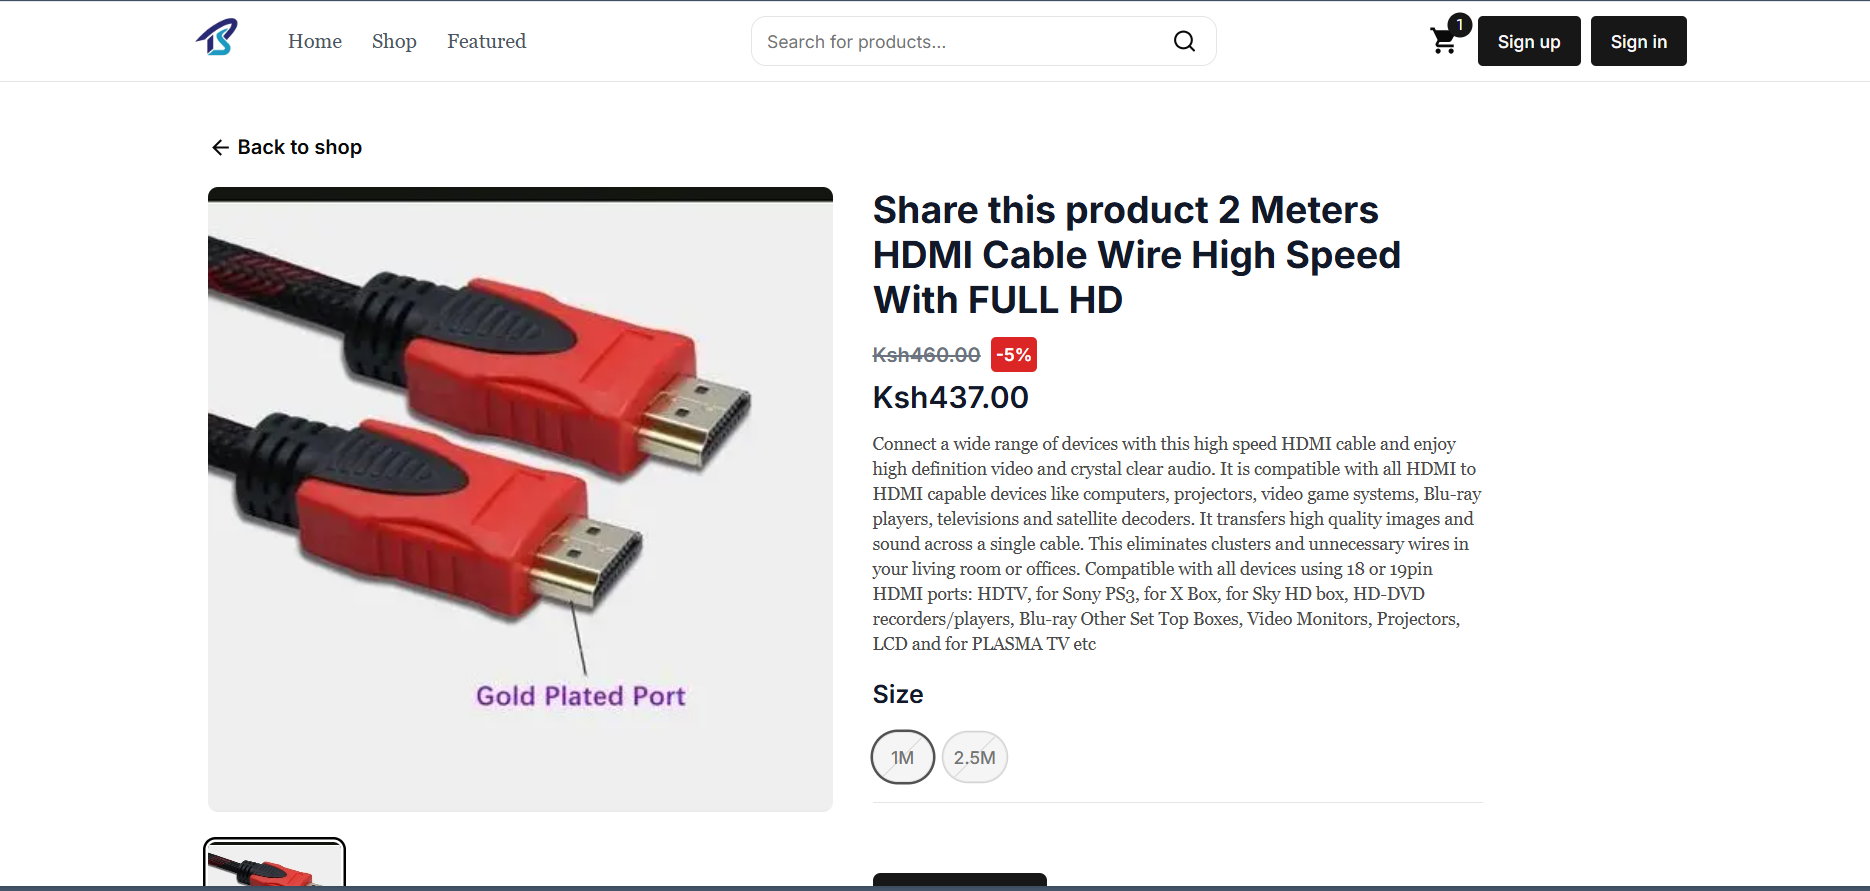 Home Shop Featured Search for products... 1 Sign up Sign in
Back to shop
Share this product 2 Meters
HDMI Cable Wire High Speed
With FULL HD
Ksh460.00 -5%
Ksh437.00
Connect a wide range of devices with this high speed HDMI cable and enjoy
high definition video and crystal clear audio. It is compatible with all HDMI to
HDMI capable devices like computers, projectors, video game systems, Blu-ray
players, televisions and satellite decoders. It transfers high quality images and
sound across a single cable. This eliminates clusters and unnecessary wires in
your living room or offices. Compatible with all devices using 18 or 19pin
HDMI ports: HDTV, for Sony PS3, for X Box, for Sky HD box, HD-DVD
recorders/players, Blu-ray Other Set Top Boxes, Video Monitors, Projectors,
LCD and for PLASMA TV etc
Gold Plated Port
Size
1M 2.5M